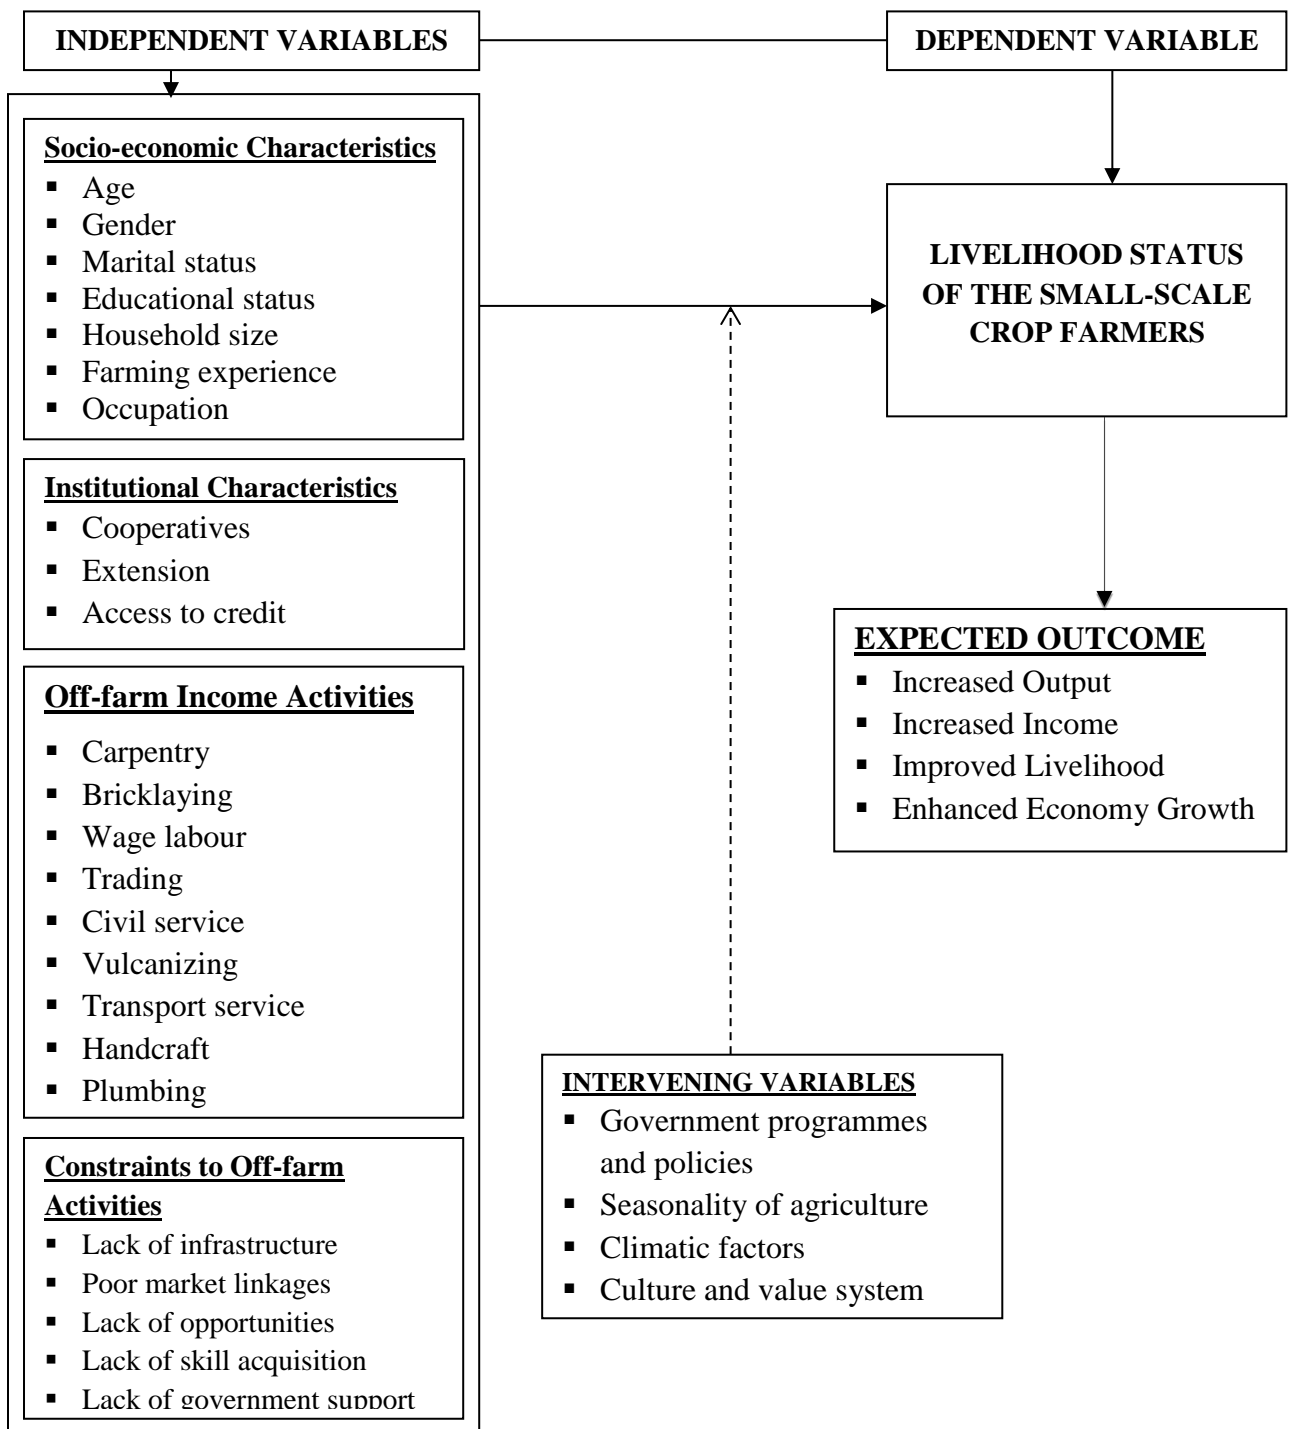 INDEPENDENT VARIABLES
DEPENDENT VARIABLE
Socio-economic Characteristics
▪ Age
▪ Gender
▪ Marital status
▪ Educational status
▪ Household size
▪ Farming experience
▪ Occupation
Institutional Characteristics
▪ Cooperatives
▪ Extension
▪ Access to credit
Off-farm Income Activities
▪ Carpentry
▪ Bricklaying
▪ Wage labour
▪ Trading
▪ Civil service
▪ Vulcanizing
▪ Transport service
▪ Handcraft
▪ Plumbing
Constraints to Off-farm
Activities
▪ Lack of infrastructure
▪ Poor market linkages
▪ Lack of opportunities
▪ Lack of skill acquisition
▪ Lack of government support
LIVELIHOOD STATUS
OF THE SMALL-SCALE
CROP FARMERS
EXPECTED OUTCOME
▪ Increased Output
▪ Increased Income
▪ Improved Livelihood
▪ Enhanced Economy Growth
INTERVENING VARIABLES
▪ Government programmes
and policies
▪ Seasonality of agriculture
▪ Climatic factors
▪ Culture and value system